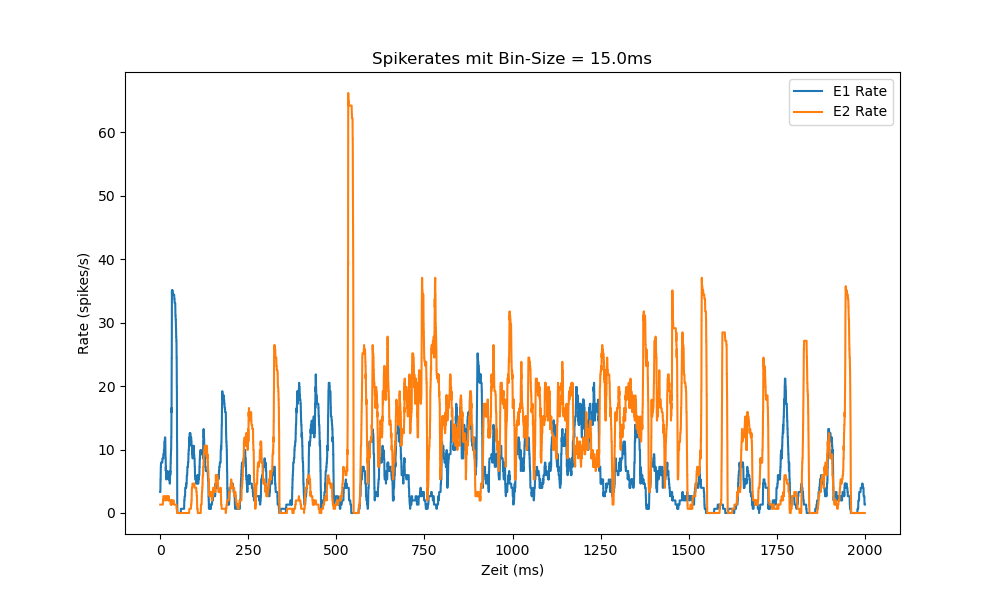 Spikerates mit Bin-Size = 15.0ms
E1 Rate
E2 Rate
60
50
40
30
20
10
0
Rate (spikes/s)
0 250 500 750 1000 1250 1500 1750 2000
Zeit (ms)